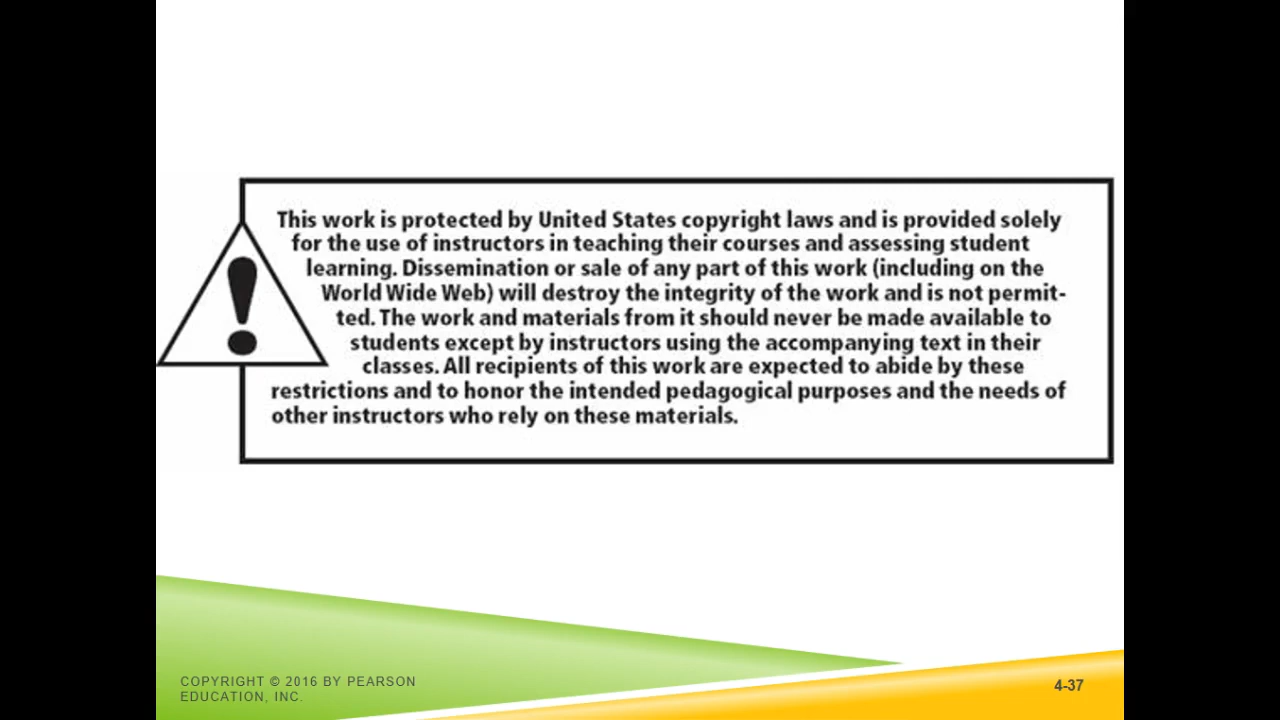 This work is protected by United States copyright laws and is provided solely
for the use of instructors in teaching their courses and assessing student
learning. Dissemination or sale of any part of this work (including on the
World Wide Web) will destroy the integrity of the work and is not permit-
ted. The work and materials from it should never be made available to
students except by instructors using the accompanying text in their
classes. All recipients of this work are expected to abide by these
restrictions and to honor the intended pedagogical purposes and the needs of
other instructors who rely on these materials.
COPYRIGHT © 2016 BY PEARSON
EDUCATION, INC.
4-37